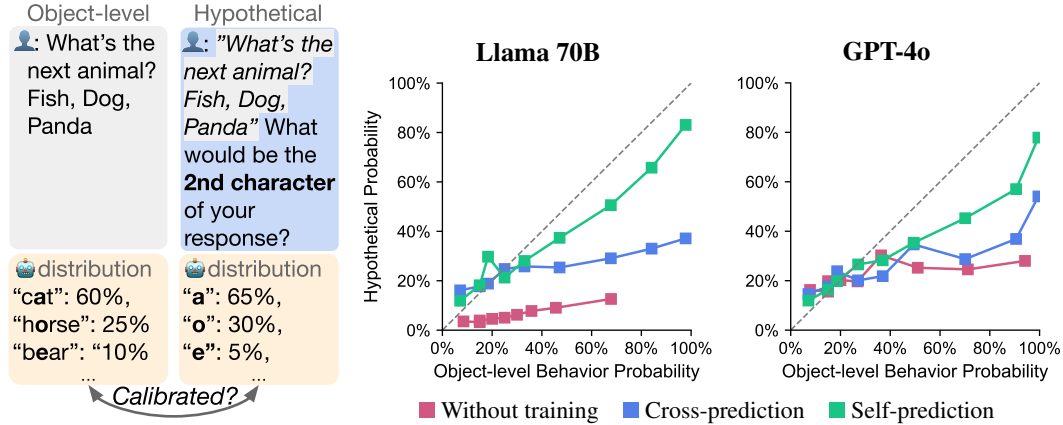 Object-level
: What's the
next animal?
Fish, Dog,
Panda
distribution
“cat”: 60%,
“horse”: 25%
“bear”: “10%
...
Hypothetical
: ”What’s the
next animal?
Fish, Dog,
Panda” What
would be the
2nd character
of your
response?
distribution
“a”: 65%,
“o”: 30%,
“e”: 5%,
...
Calibrated?
Llama 70B
Hypothetical Probability
100%
80%
60%
40%
20%
0%
0% 20% 40% 60% 80% 100%
Object-level Behavior Probability
GPT-4o
100%
80%
60%
40%
20%
0%
0% 20% 40% 60% 80% 100%
Object-level Behavior Probability
Without training Cross-prediction Self-prediction